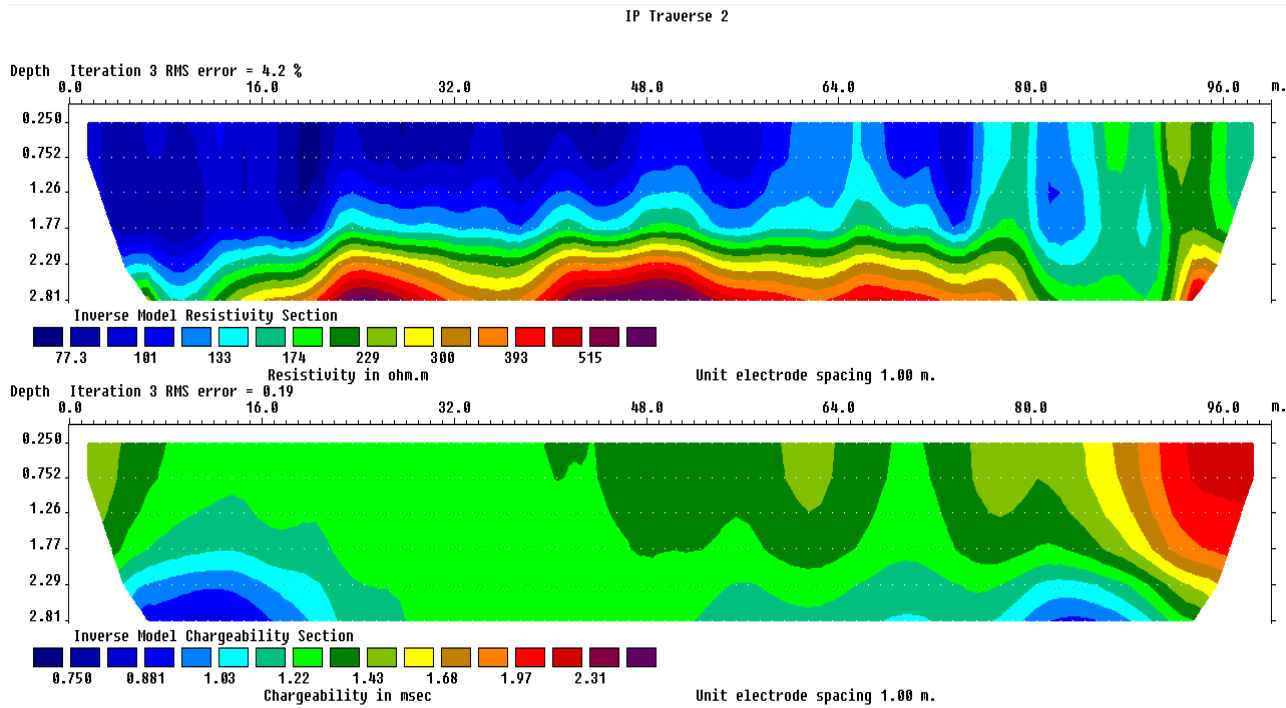 IP Traverse 2
Depth Iteration 3 RMS error = 4.2 %
0.0 16.0 32.0 48.0 64.0 80.0 96.0 m.
0.250
0.752
1.26
1.77
2.29
2.81
Inverse Model Resistivity Section
77.3 101 133 174 229 300 393 515
Resistivity in ohm.m Unit electrode spacing 1.00 m.
Depth Iteration 3 RMS error = 0.19
0.0 16.0 32.0 48.0 64.0 80.0 96.0 m.
0.250
0.752
1.26
1.77
2.29
2.81
Inverse Model Chargeability Section
0.750 0.881 1.03 1.22 1.43 1.68 1.97 2.31
Chargeability in msec Unit electrode spacing 1.00 m.